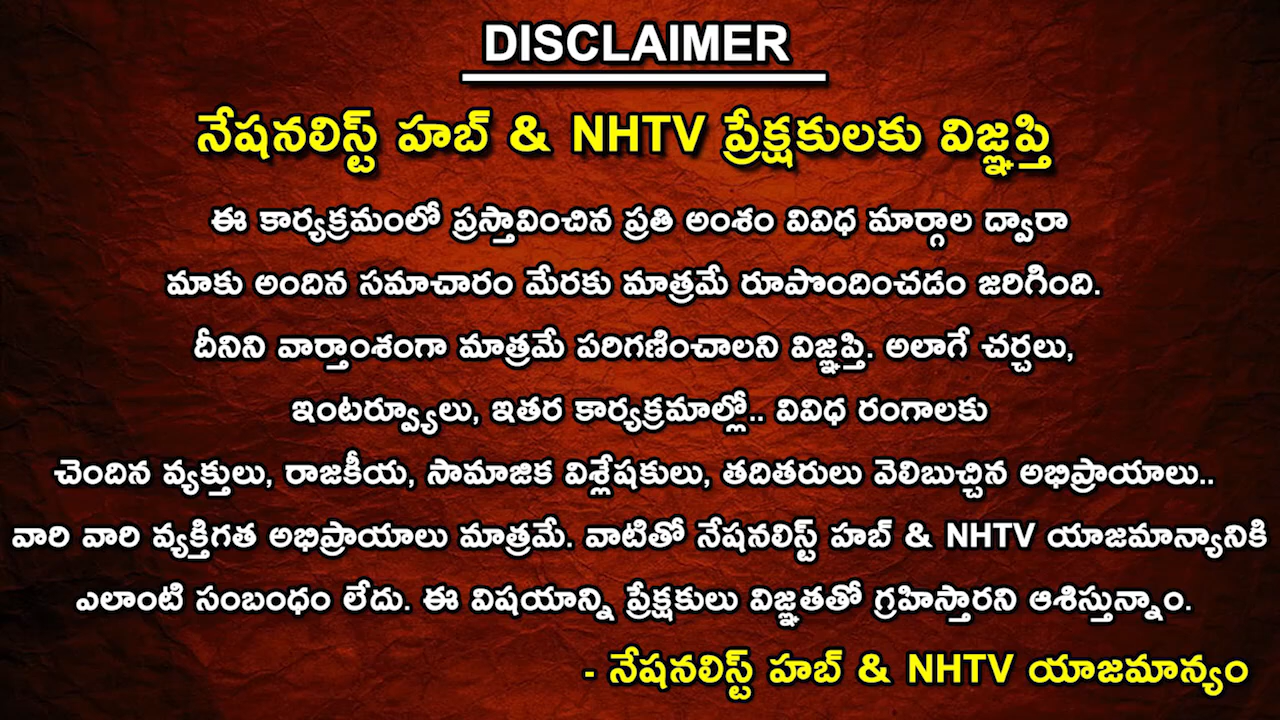 DISCLAIMER
నేషనలిస్ట్ హబ్ & NHTV ప్రేక్షకులకు విజ్ఞప్తి
ఈ కార్యక్రమంలో ప్రస్తావించిన ప్రతి అంశం వివిధ మార్గాల ద్వారా
మాకు అందిన సమాచారం మేరకు మాత్రమే రూపొందించడం జరిగింది.
దీనిని వార్తాంశంగా మాత్రమే పరిగణించాలని విజ్ఞప్తి. అలాగే చర్చలు,
ఇంటర్వ్యూలు, ఇతర కార్యక్రమాల్లో.. వివిధ రంగాలకు
చెందిన వ్యక్తులు, రాజకీయ, సామాజిక విశ్లేషకులు, తదితరులు వెలిబుచ్చిన అభిప్రాయాలు..
వారి వారి వ్యక్తిగత అభిప్రాయాలు మాత్రమే. వాటితో నేషనలిస్ట్ హబ్ & NHTV యాజమాన్యానికి
ఎలాంటి సంబంధం లేదు. ఈ విషయాన్ని ప్రేక్షకులు విజ్ఞతతో గ్రహిస్తారని ఆశిస్తున్నాం.
- నేషనలిస్ట్ హబ్ & NHTV యాజమాన్యం